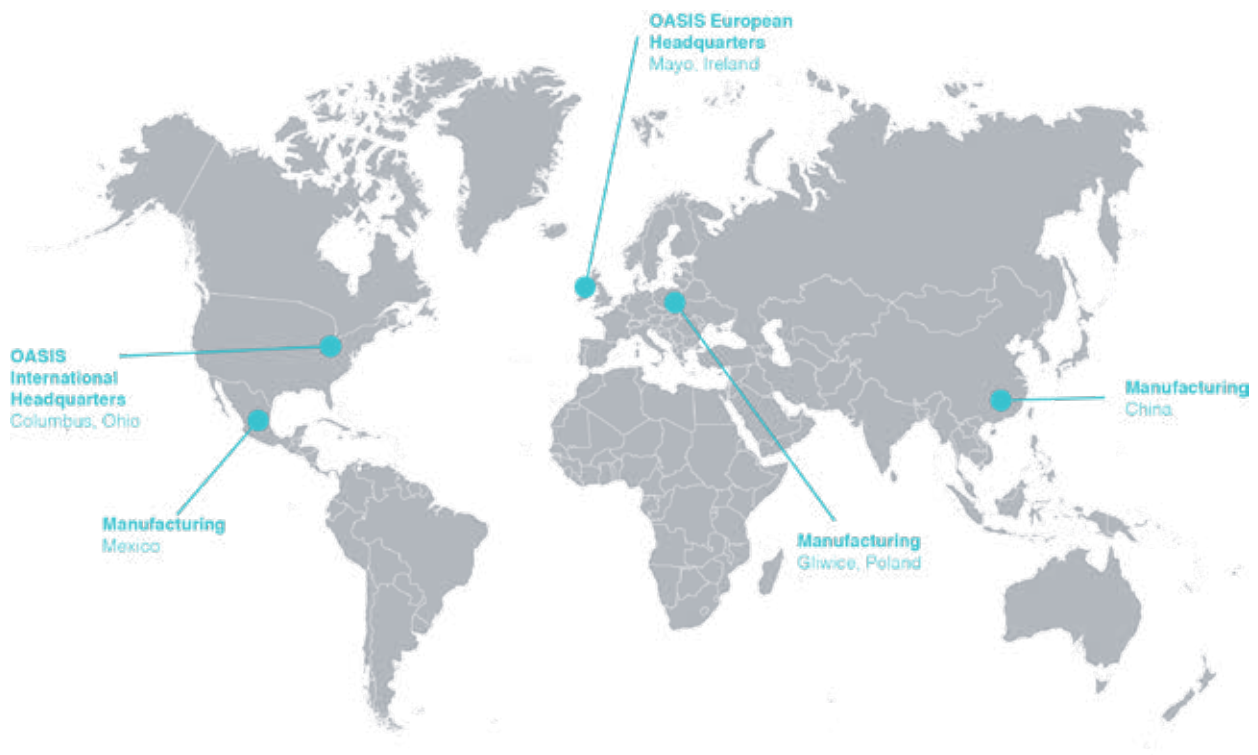 OASIS European
Headquarters
Mayo, Ireland
OASIS
International
Headquarters
Columbus, Ohio
Manufacturing
China
Manufacturing
Mexico
Manufacturing
Gliwice, Poland